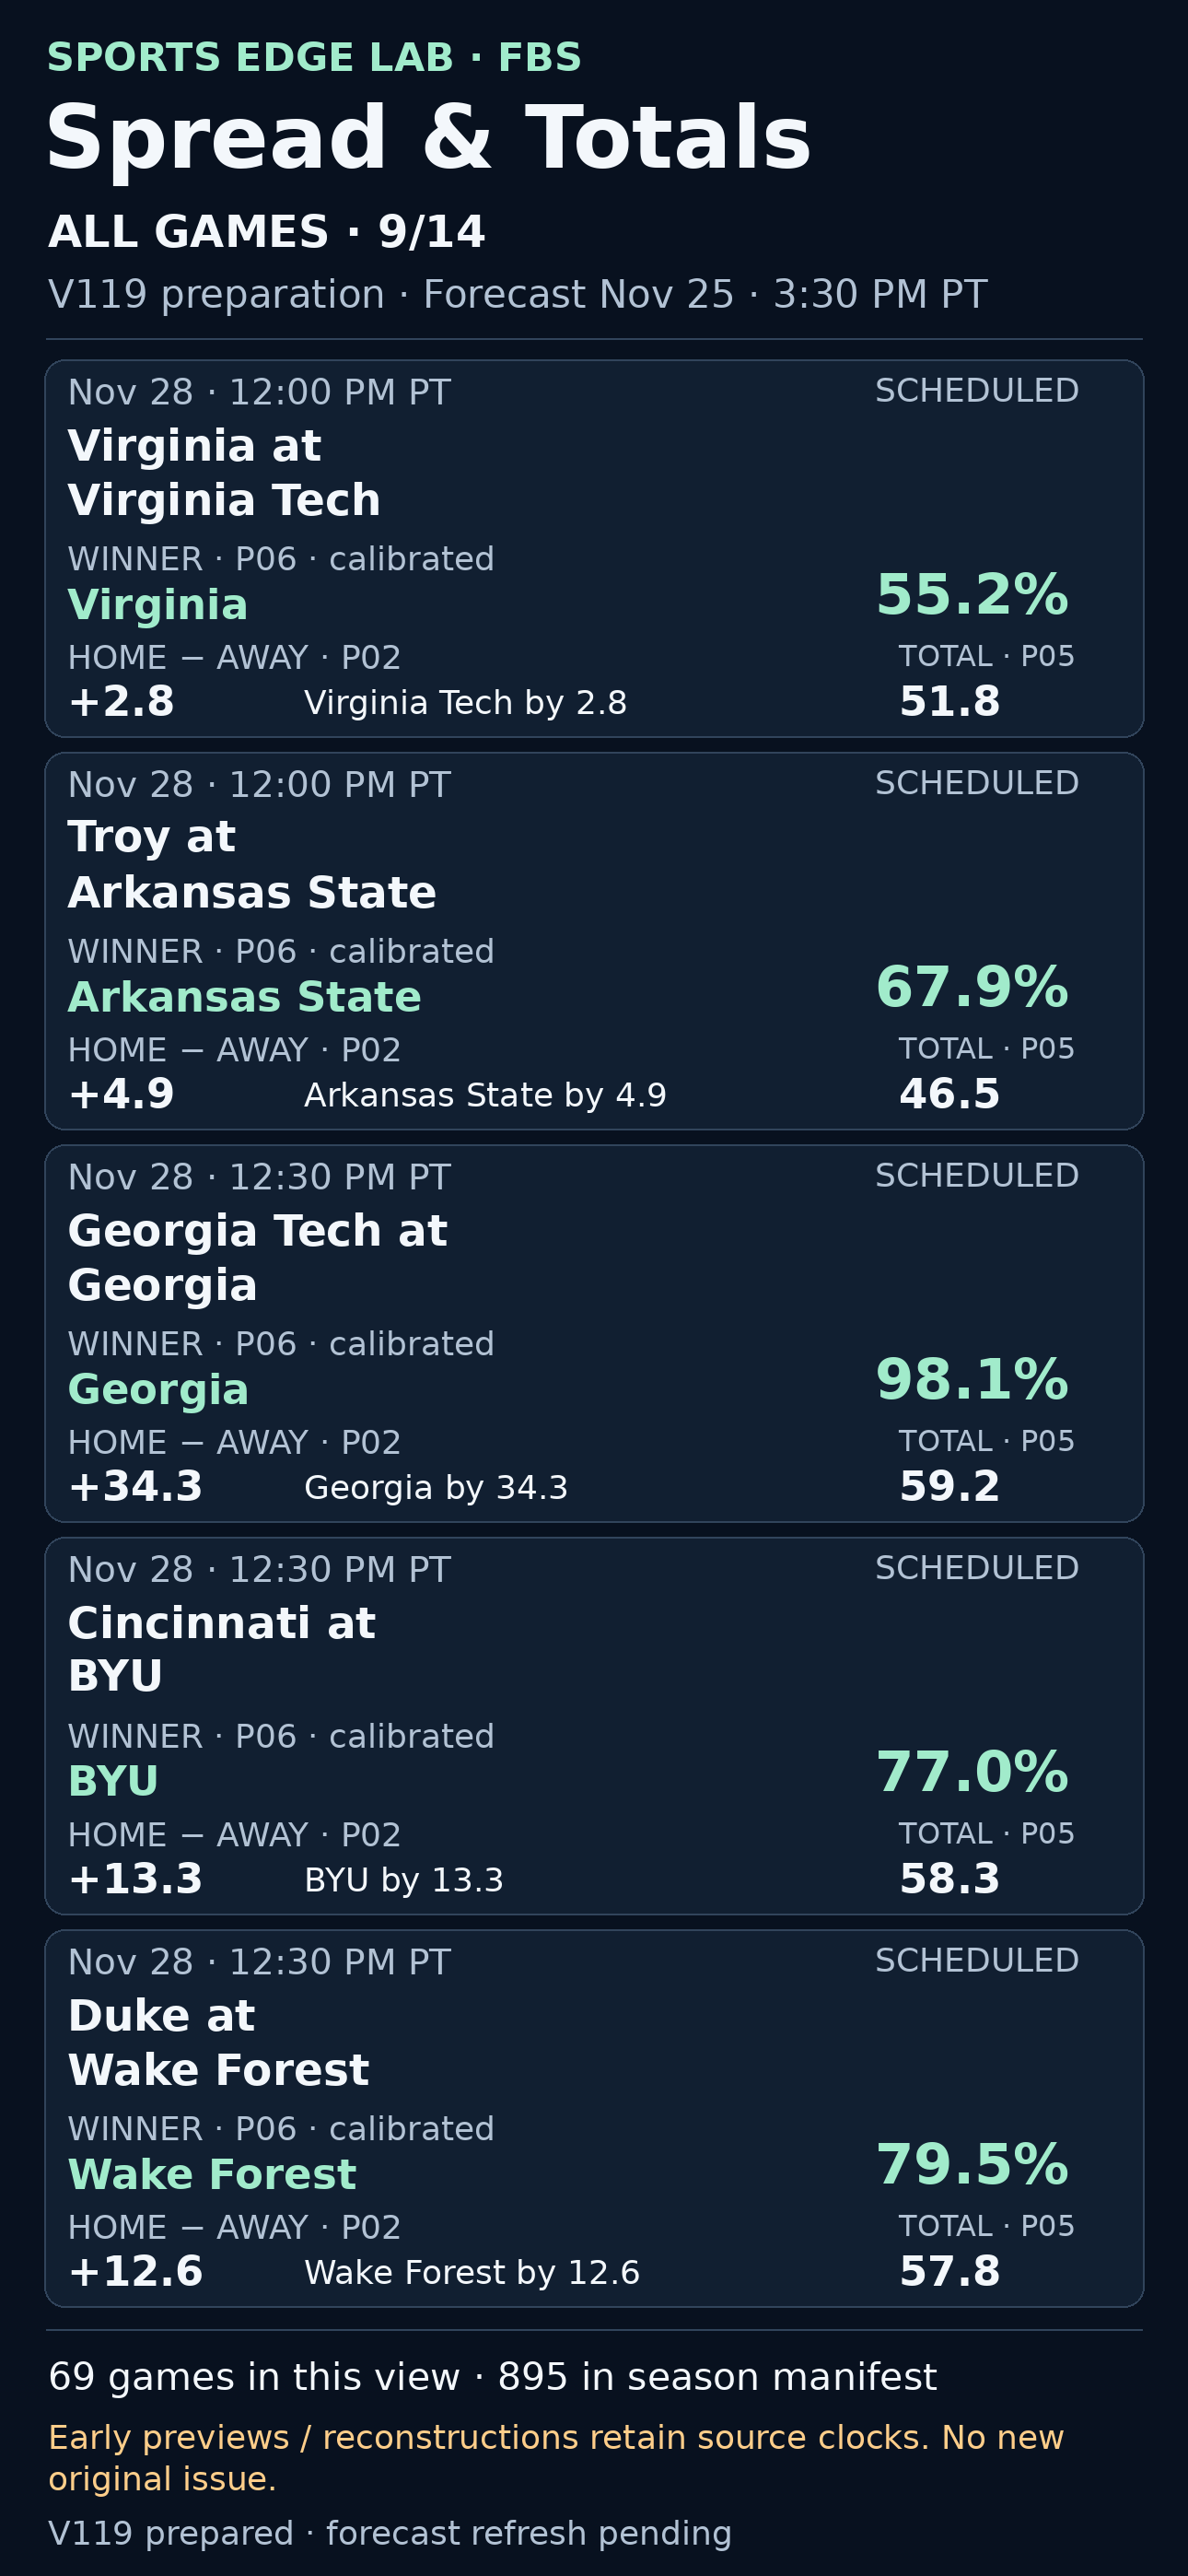 SPORTS EDGE LAB · FBS
Spread & Totals
ALL GAMES · 9/14
V119 preparation · Forecast Nov 25 · 3:30 PM PT
Nov 28 · 12:00 PM PT SCHEDULED
Virginia at
Virginia Tech
WINNER · P06 · calibrated
Virginia 55.2%
HOME − AWAY · P02 TOTAL · P05
+2.8 Virginia Tech by 2.8 51.8
Nov 28 · 12:00 PM PT SCHEDULED
Troy at
Arkansas State
WINNER · P06 · calibrated
Arkansas State 67.9%
HOME − AWAY · P02 TOTAL · P05
+4.9 Arkansas State by 4.9 46.5
Nov 28 · 12:30 PM PT SCHEDULED
Georgia Tech at
Georgia
WINNER · P06 · calibrated
Georgia 98.1%
HOME − AWAY · P02 TOTAL · P05
+34.3 Georgia by 34.3 59.2
Nov 28 · 12:30 PM PT SCHEDULED
Cincinnati at
BYU
WINNER · P06 · calibrated
BYU 77.0%
HOME − AWAY · P02 TOTAL · P05
+13.3 BYU by 13.3 58.3
Nov 28 · 12:30 PM PT SCHEDULED
Duke at
Wake Forest
WINNER · P06 · calibrated
Wake Forest 79.5%
HOME − AWAY · P02 TOTAL · P05
+12.6 Wake Forest by 12.6 57.8
69 games in this view · 895 in season manifest
Early previews / reconstructions retain source clocks. No new
original issue.
V119 prepared · forecast refresh pending